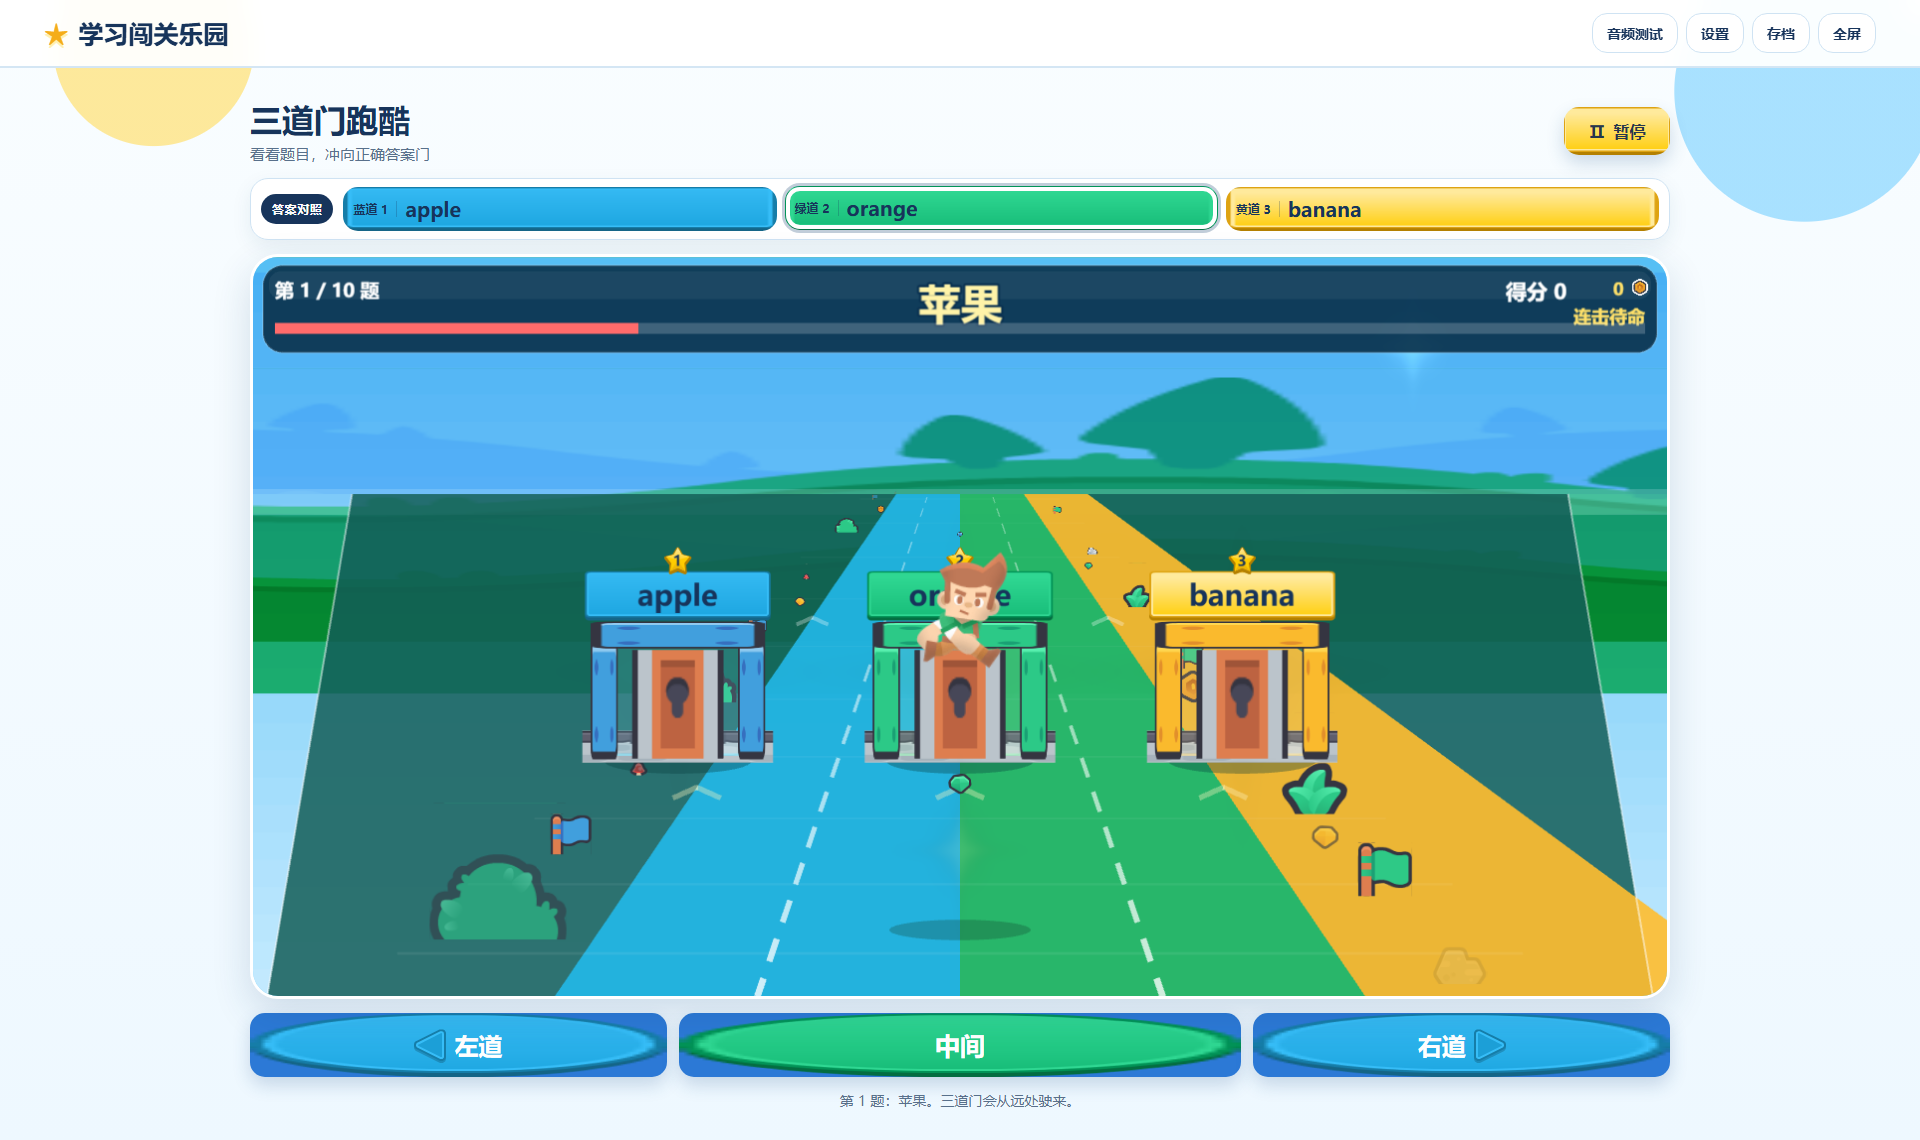 ★ 学习闯关乐园
音频测试
设置
存档
全屏
三道门跑酷
看看题目，冲向正确答案门
暂停
答案对照
蓝道 1 apple
绿道 2 orange
黄道 3 banana
第 1 / 10 题
苹果
得分 0
0
连击待命
1
2
3
apple
or e
banana
左道
中间
右道
第 1 题：苹果。三道门会从远处驶来。